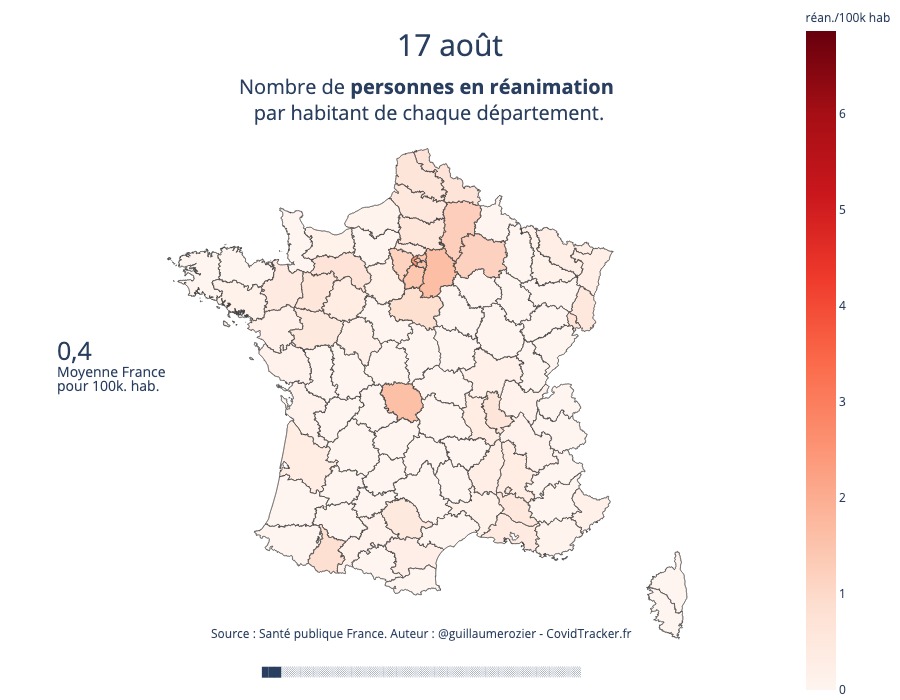 réan./100k hab
17 août
Nombre de personnes en réanimation
par habitant de chaque département.
6
5
4
3
2
1
0
0,4
Moyenne France
pour 100k. hab.
Source : Santé publique France. Auteur : @guillaumerozier - CovidTracker.fr